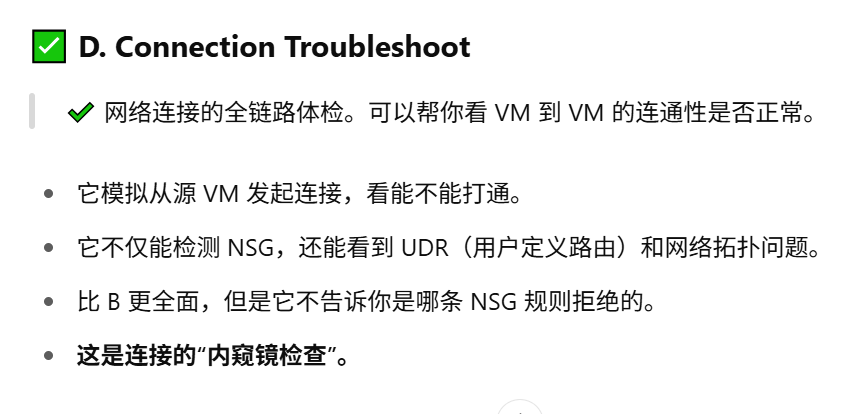 ✅ D. Connection Troubleshoot
✔ 网络连接的全链路体检。可以帮你看 VM 到 VM 的连通性是否正常。
• 它模拟从源 VM 发起连接，看能不能打通。
• 它不仅能检测 NSG，还能看到 UDR（用户定义路由）和网络拓扑问题。
• 比 B 更全面，但是它不告诉你是哪条 NSG 规则拒绝的。
• 这是连接的“内窥镜检查”。